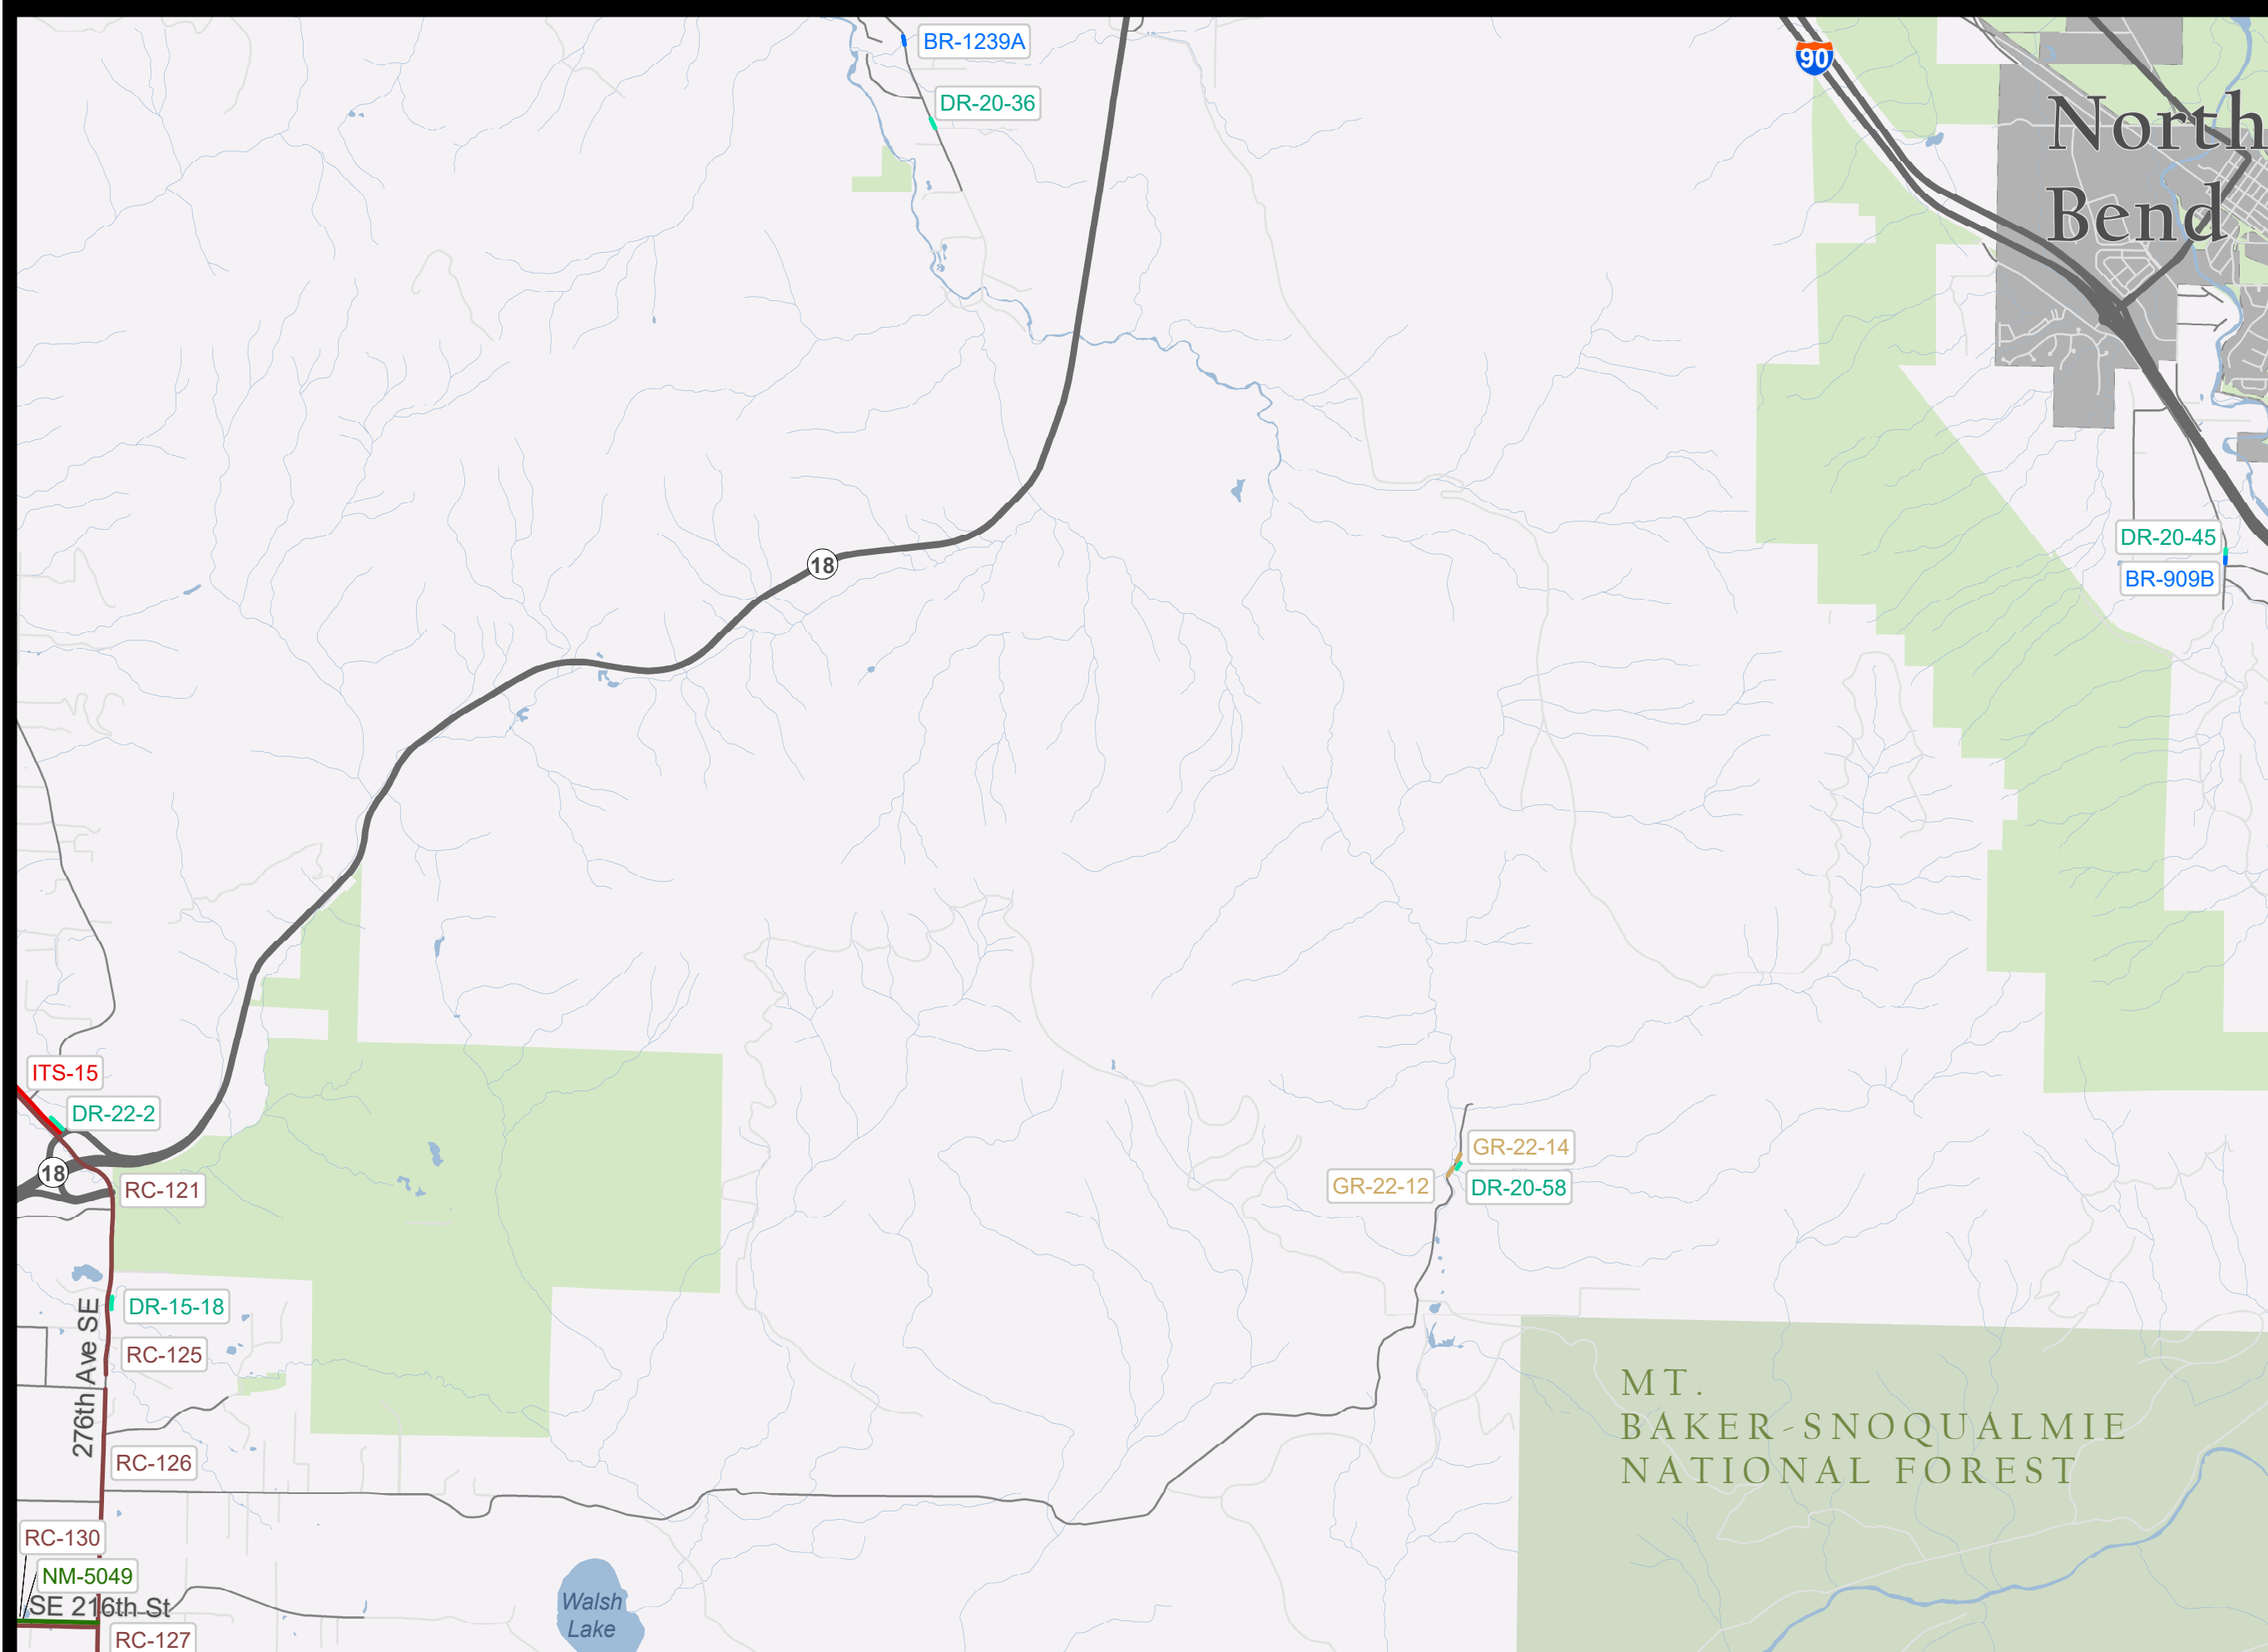 BR-1239A
90
DR-20-36
North
Bend
18
DR-20-45
BR-909B
ITS-15
DR-22-2
18
RC-121
GR-22-14
GR-22-12
DR-20-58
DR-15-18
RC-125
276th Ave SE
MT.
BAKER-SNOQUALMIE
NATIONAL FOREST
RC-126
RC-130
NM-5049
SE 216th St
Walsh
Lake
RC-127